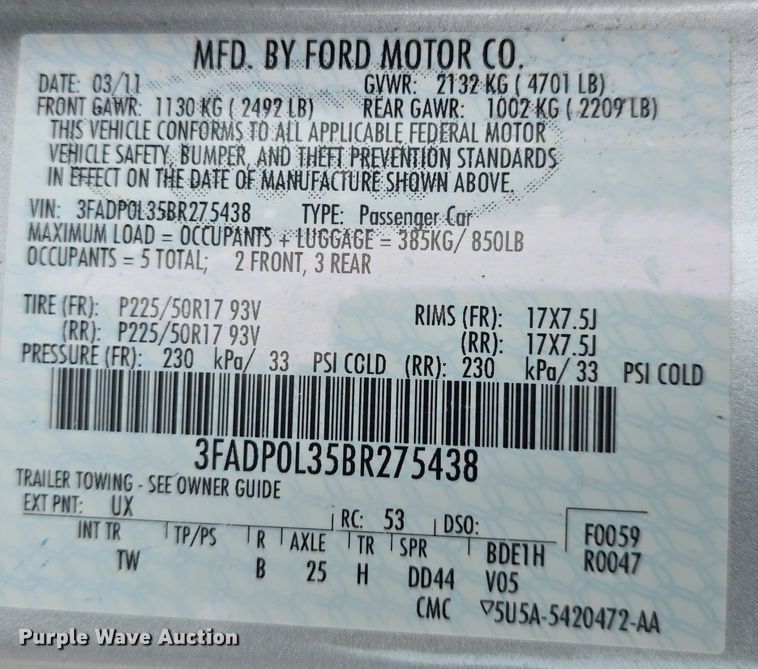 MFD. BY FORD MOTOR CO.
DATE: 03/11 GVWR: 2132 KG ( 4701 LB)
FRONT GAWR: 1130 KG ( 2492 LB) REAR GAWR: 1002 KG ( 2209 LB)
THIS VEHICLE CONFORMS TO ALL APPLICABLE FEDERAL MOTOR
VEHICLE SAFETY, BUMPER, AND THEFT PREVENTION STANDARDS
IN EFFECT ON THE DATE OF MANUFACTURE SHOWN ABOVE.
VIN: 3FADP0L35BR275438 TYPE: Passenger Car
MAXIMUM LOAD = OCCUPANTS + LUGGAGE = 385KG/ 850LB
OCCUPANTS = 5 TOTAL; 2 FRONT, 3 REAR
TIRE (FR): P225/50R17 93V RIMS (FR): 17X7.5J
(RR): P225/50R17 93V (RR): 17X7.5J
PRESSURE (FR): 230 kPa/ 33 PSI COLD (RR): 230 kPa/ 33 PSI COLD
3FADP0L35BR275438
TRAILER TOWING - SEE OWNER GUIDE
EXT PNT: UX RC: 53 DSO: F0059
INT TR TP/PS R AXLE TR SPR BDE1H R0047
TW B 25 H DD44 V05
CMC ▽5U5A-5420472-AA
Purple Wave Auction